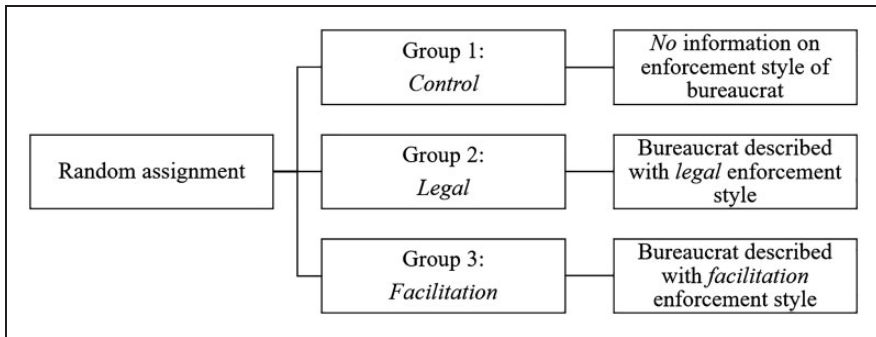 Random assignment
Group 1:
Control
No information on
enforcement style of
bureaucrat
Group 2:
Legal
Bureaucrat described
with legal enforcement
style
Group 3:
Facilitation
Bureaucrat described
with facilitation
enforcement style